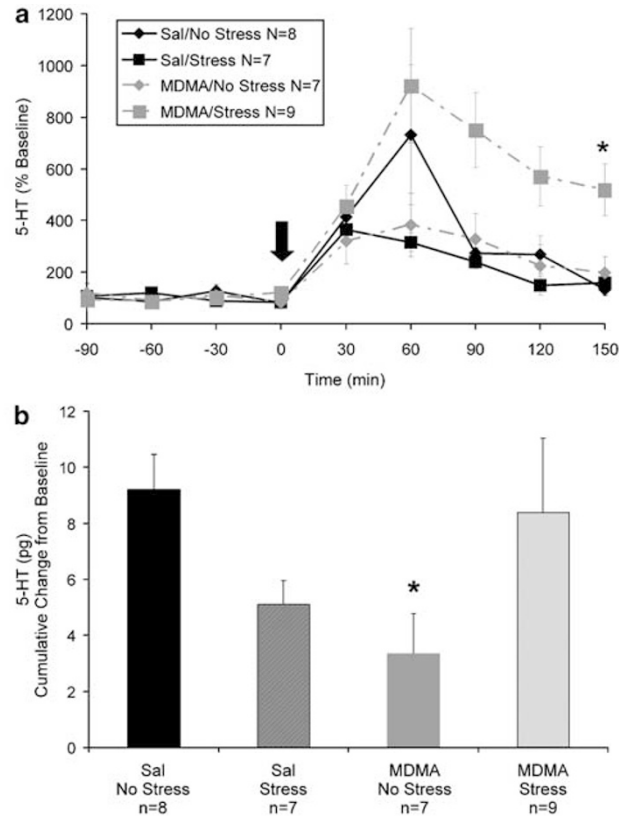 a
Sal/No Stress N=8
Sal/Stress N=7
MDMA/No Stress N=7
MDMA/Stress N=9
5-HT (% Baseline)
1200
1000
800
600
400
200
0
*
-90 -60 -30 0 30 60 90 120 150
Time (min)
b
5-HT (pg)
Cumulative Change from Baseline
12
10
8
6
4
2
0
*
Sal Sal MDMA MDMA
No Stress Stress No Stress Stress
n=8 n=7 n=7 n=9